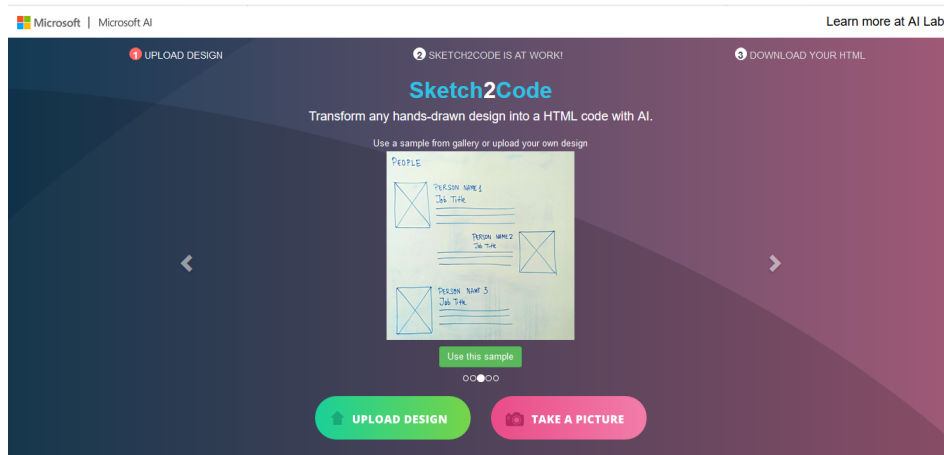 Microsoft | Microsoft AI
Learn more at AI Lab
1 UPLOAD DESIGN
2 SKETCH2CODE IS AT WORK!
3 DOWNLOAD YOUR HTML
Sketch2Code
Transform any hands-drawn design into a HTML code with AI.
Use a sample from gallery or upload your own design
PEOPLE
PERSON NAME 1
Job Title
PERSON NAME 2
Job Title
PERSON NAME 3
Job Title
Use this sample
UPLOAD DESIGN
TAKE A PICTURE